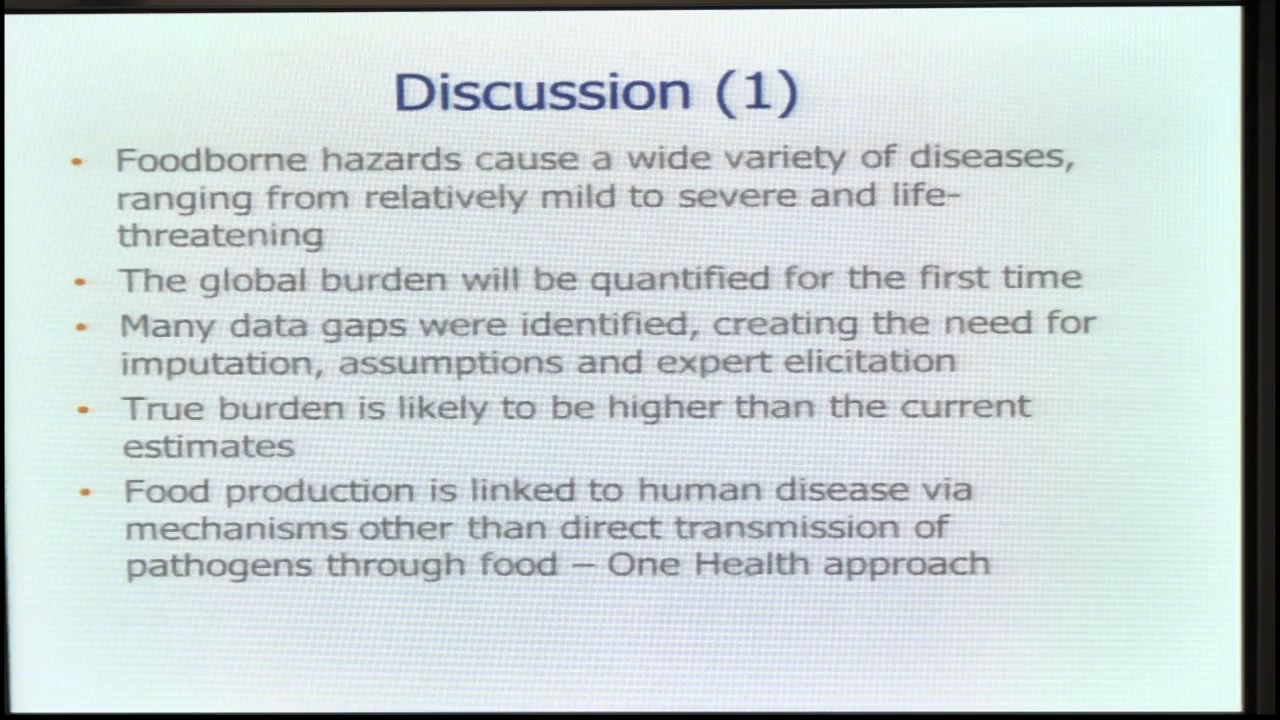 Discussion (1)
• Foodborne hazards cause a wide variety of diseases,
ranging from relatively mild to severe and life-
threatening
• The global burden will be quantified for the first time
• Many data gaps were identified, creating the need for
imputation, assumptions and expert elicitation
• True burden is likely to be higher than the current
estimates
• Food production is linked to human disease via
mechanisms other than direct transmission of
pathogens through food – One Health approach